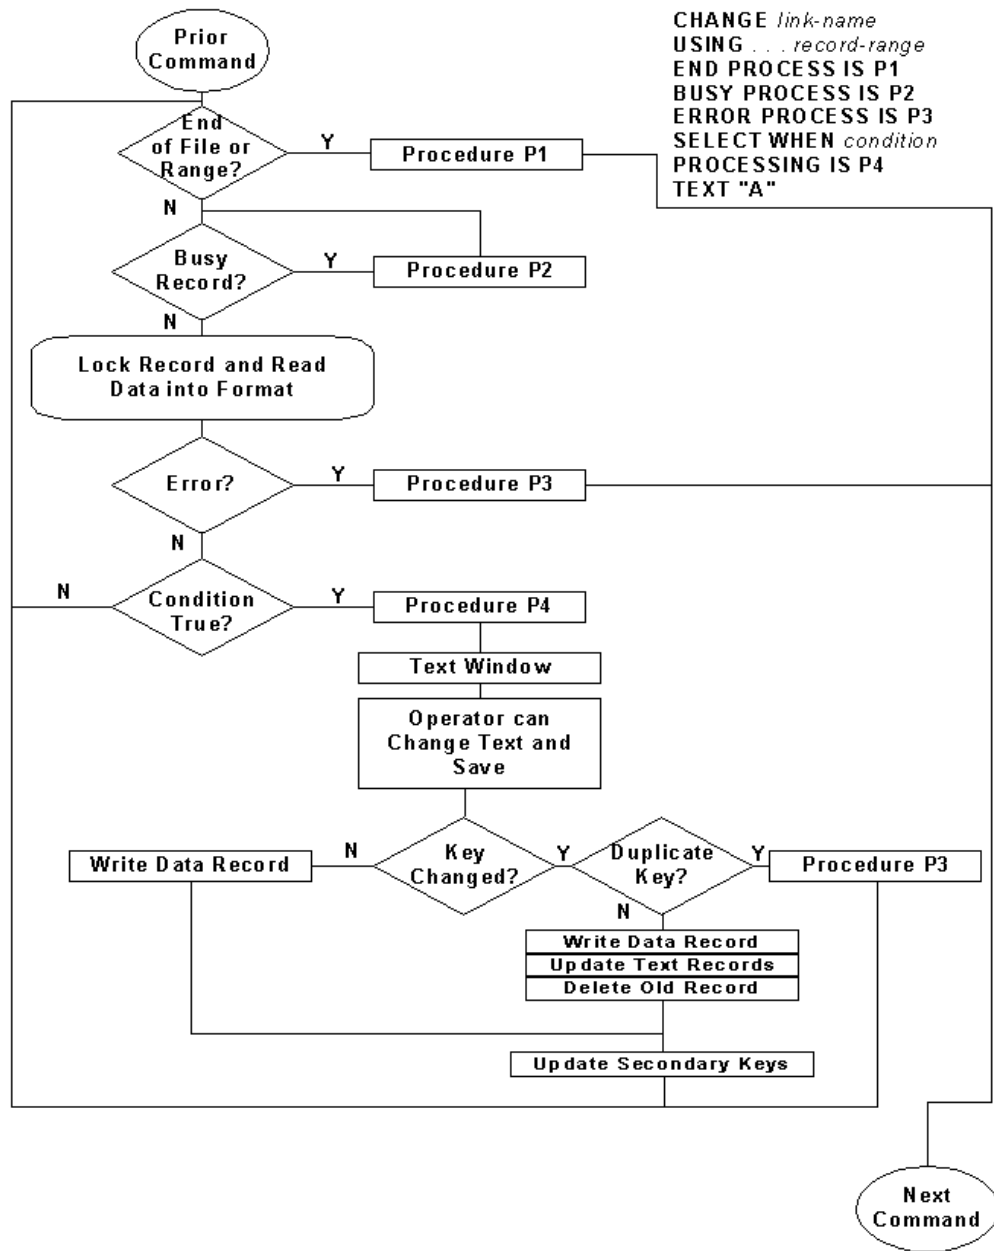 Prior
Command
CHANGE link-name
USING . . . record-range
END PROCESS IS P1
BUSY PROCESS IS P2
ERROR PROCESS IS P3
SELECT WHEN condition
PROCESSING IS P4
TEXT "A"
End
of File or
Range?
Y
Procedure P1
N
Busy
Record?
Y
Procedure P2
N
Lock Record and Read
Data into Format
Error?
Y
Procedure P3
N
Condition
True?
N
Y
Procedure P4
Text Window
Operator can
Change Text and
Save
Key
Changed?
N
Write Data Record
Y
Duplicate
Key?
Y
Procedure P3
N
Write Data Record
Update Text Records
Delete Old Record
Update Secondary Keys
Next
Command